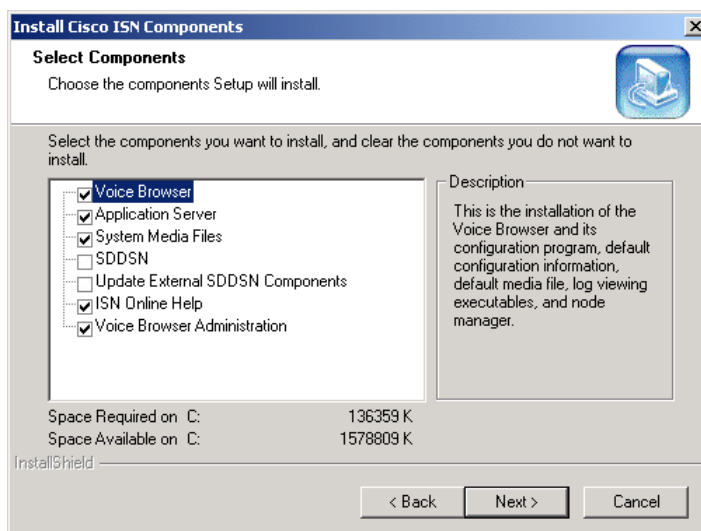 Install Cisco ISN Components
Select Components
Choose the components Setup will install.
Select the components you want to install, and clear the components you do not want to
install.
Voice Browser
Application Server
System Media Files
SDDSN
Update External SDDSN Components
ISN Online Help
Voice Browser Administration
Description
This is the installation of the
Voice Browser and its
configuration program, default
configuration information,
default media file, log viewing
executables, and node
manager.
Space Required on C: 136359 K
Space Available on C: 1578809 K
InstallShield
< Back
Next >
Cancel